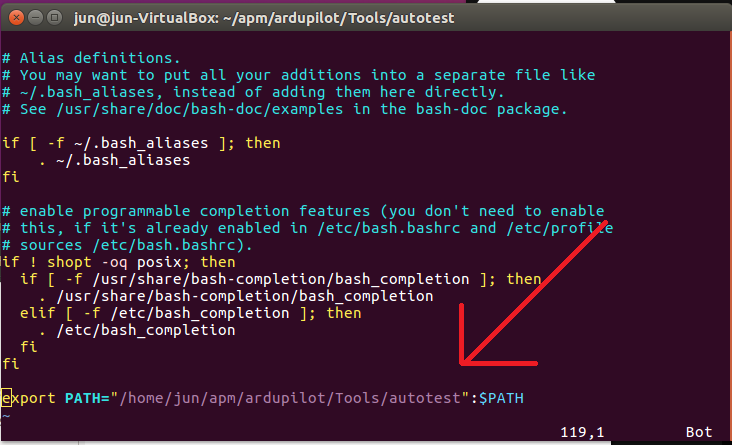 jun@jun-VirtualBox: ~/apm/ardupilot/Tools/autotest
# Alias definitions.
# You may want to put all your additions into a separate file like
# ~/.bash_aliases, instead of adding them here directly.
# See /usr/share/doc/bash-doc/examples in the bash-doc package.
if [ -f ~/.bash_aliases ]; then
    . ~/.bash_aliases
fi
# enable programmable completion features (you don't need to enable
# this, if it's already enabled in /etc/bash.bashrc and /etc/profile
# sources /etc/bash.bashrc).
if ! shopt -oq posix; then
  if [ -f /usr/share/bash-completion/bash_completion ]; then
    . /usr/share/bash-completion/bash_completion
  elif [ -f /etc/bash_completion ]; then
    . /etc/bash_completion
  fi
fi
export PATH="/home/jun/apm/ardupilot/Tools/autotest":$PATH
~
119,1 Bot